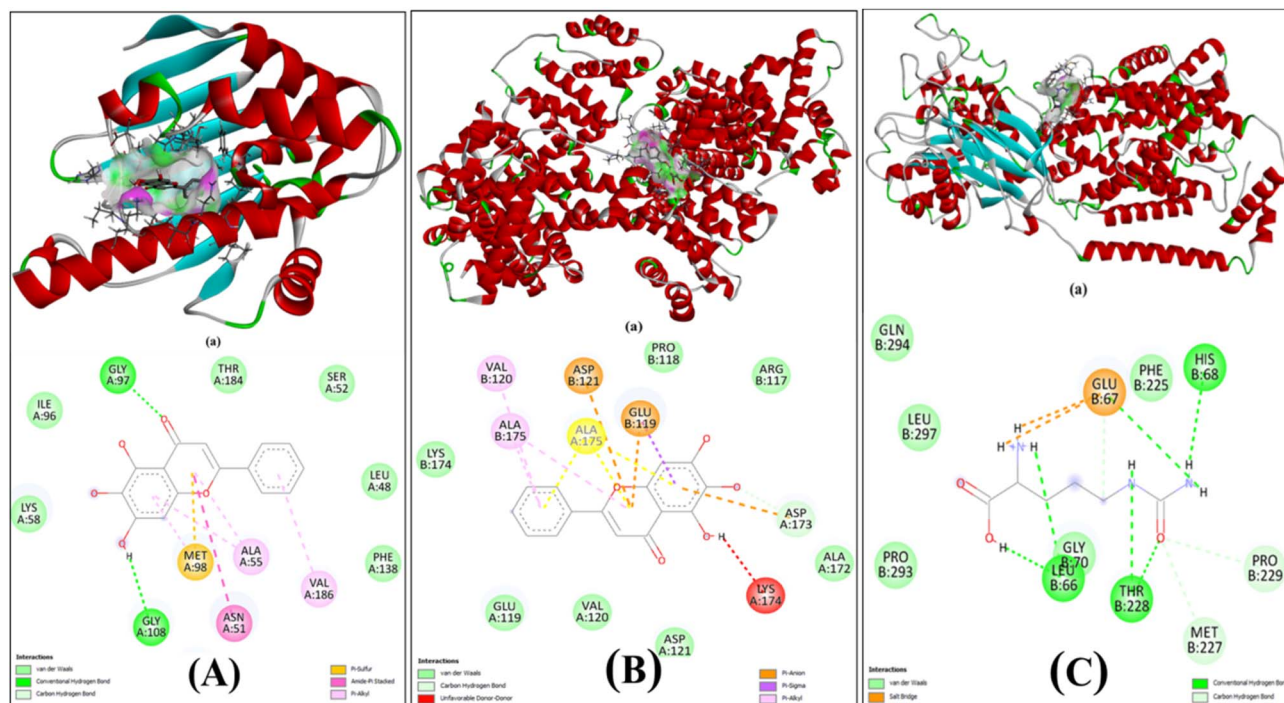 (a)
GLY
A:97
THR
A:184
SER
A:52
ILE
A:96
LEU
A:48
LYS
A:58
MET
A:98
ALA
A:55
PHE
A:138
VAL
A:186
GLY
A:108
ASN
A:51
(A)
H
O
O
O
O
O
Interactions
van der Waals
Conventional Hydrogen Bond
Carbon Hydrogen Bond
Pi-Sulfur
Amide-Pi Stacked
Pi-Alkyl
(a)
PRO
B:118
VAL
B:120
ASP
B:121
ARG
B:117
GLU
B:119
ALA
B:175
ALA
A:175
LYS
B:174
ASP
A:173
ALA
A:172
LYS
A:174
GLU
A:119
VAL
A:120
ASP
A:121
(B)
O
O
O
O
O
H
Interactions
van der Waals
Carbon Hydrogen Bond
Unfavorable Donor-Donor
Pi-Anion
Pi-Sigma
Pi-Alkyl
(a)
GLN
B:294
GLU
B:67
PHE
B:225
HIS
B:68
LEU
B:297
H
H
N
H
H
N
H
N
H
O
O
H
O
PRO
B:293
GLY
B:70
LEU
B:66
THR
B:228
PRO
B:229
MET
B:227
(C)
Interactions
van der Waals
Salt Bridge
Conventional Hydrogen Bond
Carbon Hydrogen Bond